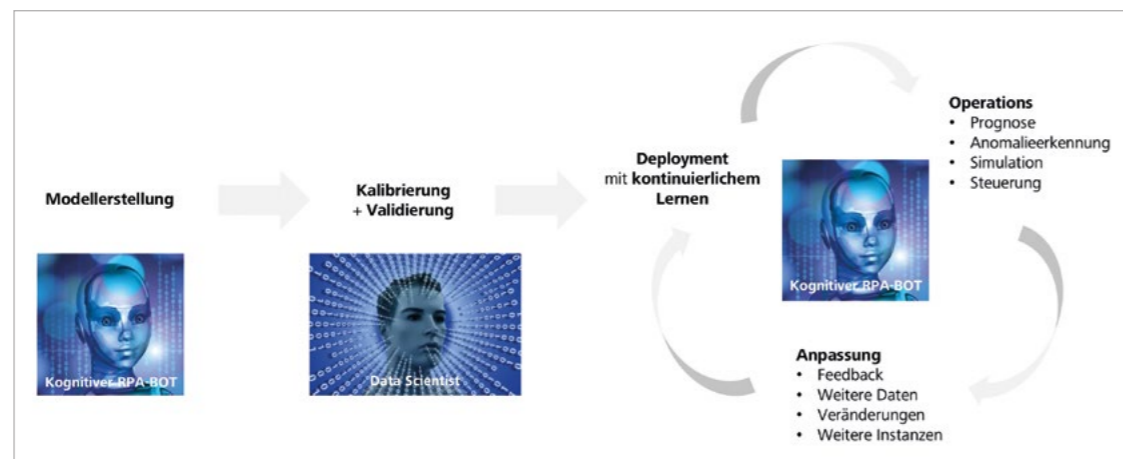 Modellerstellung
Kognitiver RPA-BOT
Kalibrierung
+ Validierung
Data Scientist
Deployment
mit kontinuierlichem
Lernen
Kognitiver RPA-BOT
Operations
• Prognose
• Anomalieerkennung
• Simulation
• Steuerung
Anpassung
• Feedback
• Weitere Daten
• Veränderungen
• Weitere Instanzen